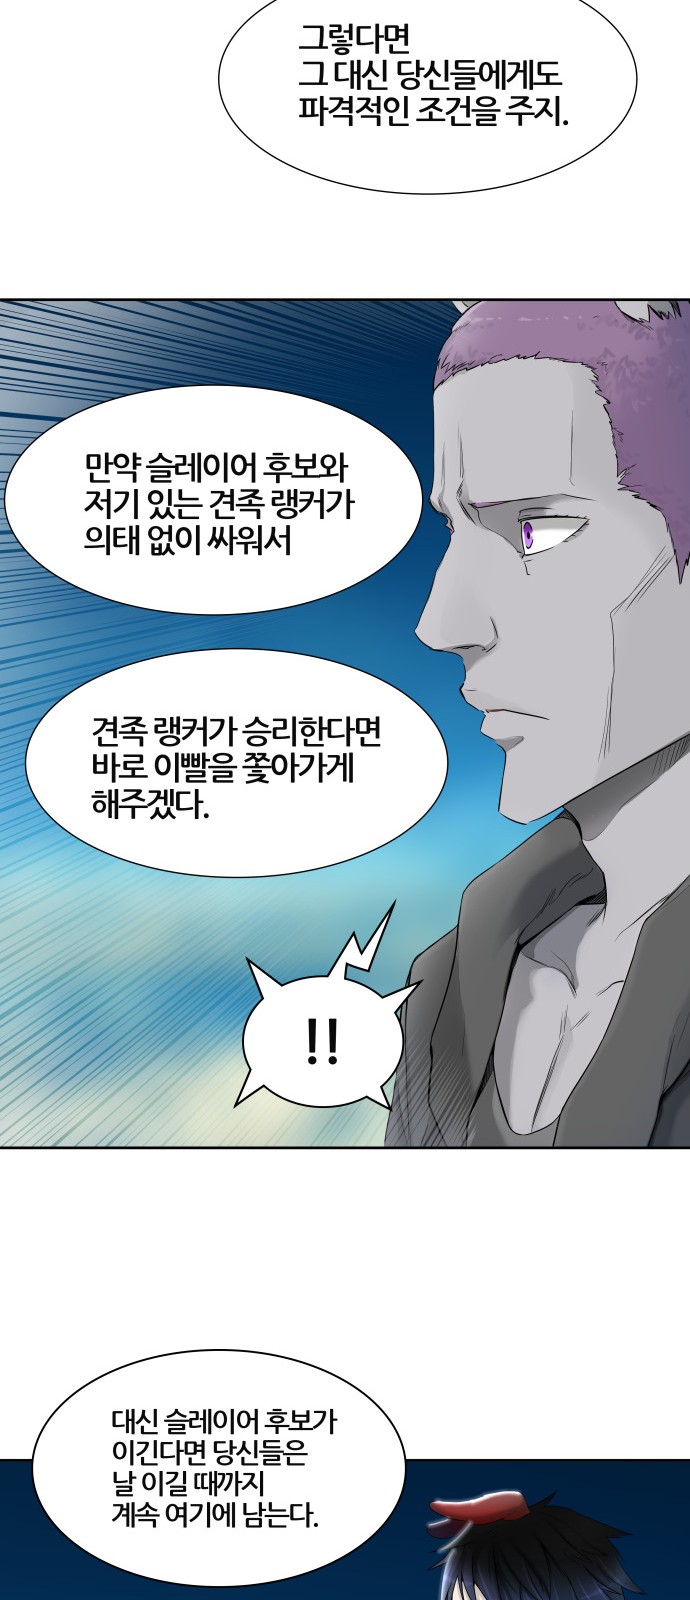 그렇다면
그 대신 당신들에게도
파격적인 조건을 주지.
만약 슬레이어 후보와
저기 있는 견족 랭커가
의태 없이 싸워서
견족 랭커가 승리한다면
바로 이빨을 쫓아가게
해주겠다.
!!
대신 슬레이어 후보가
이긴다면 당신들은
날 이길 때까지
계속 여기에 남는다.